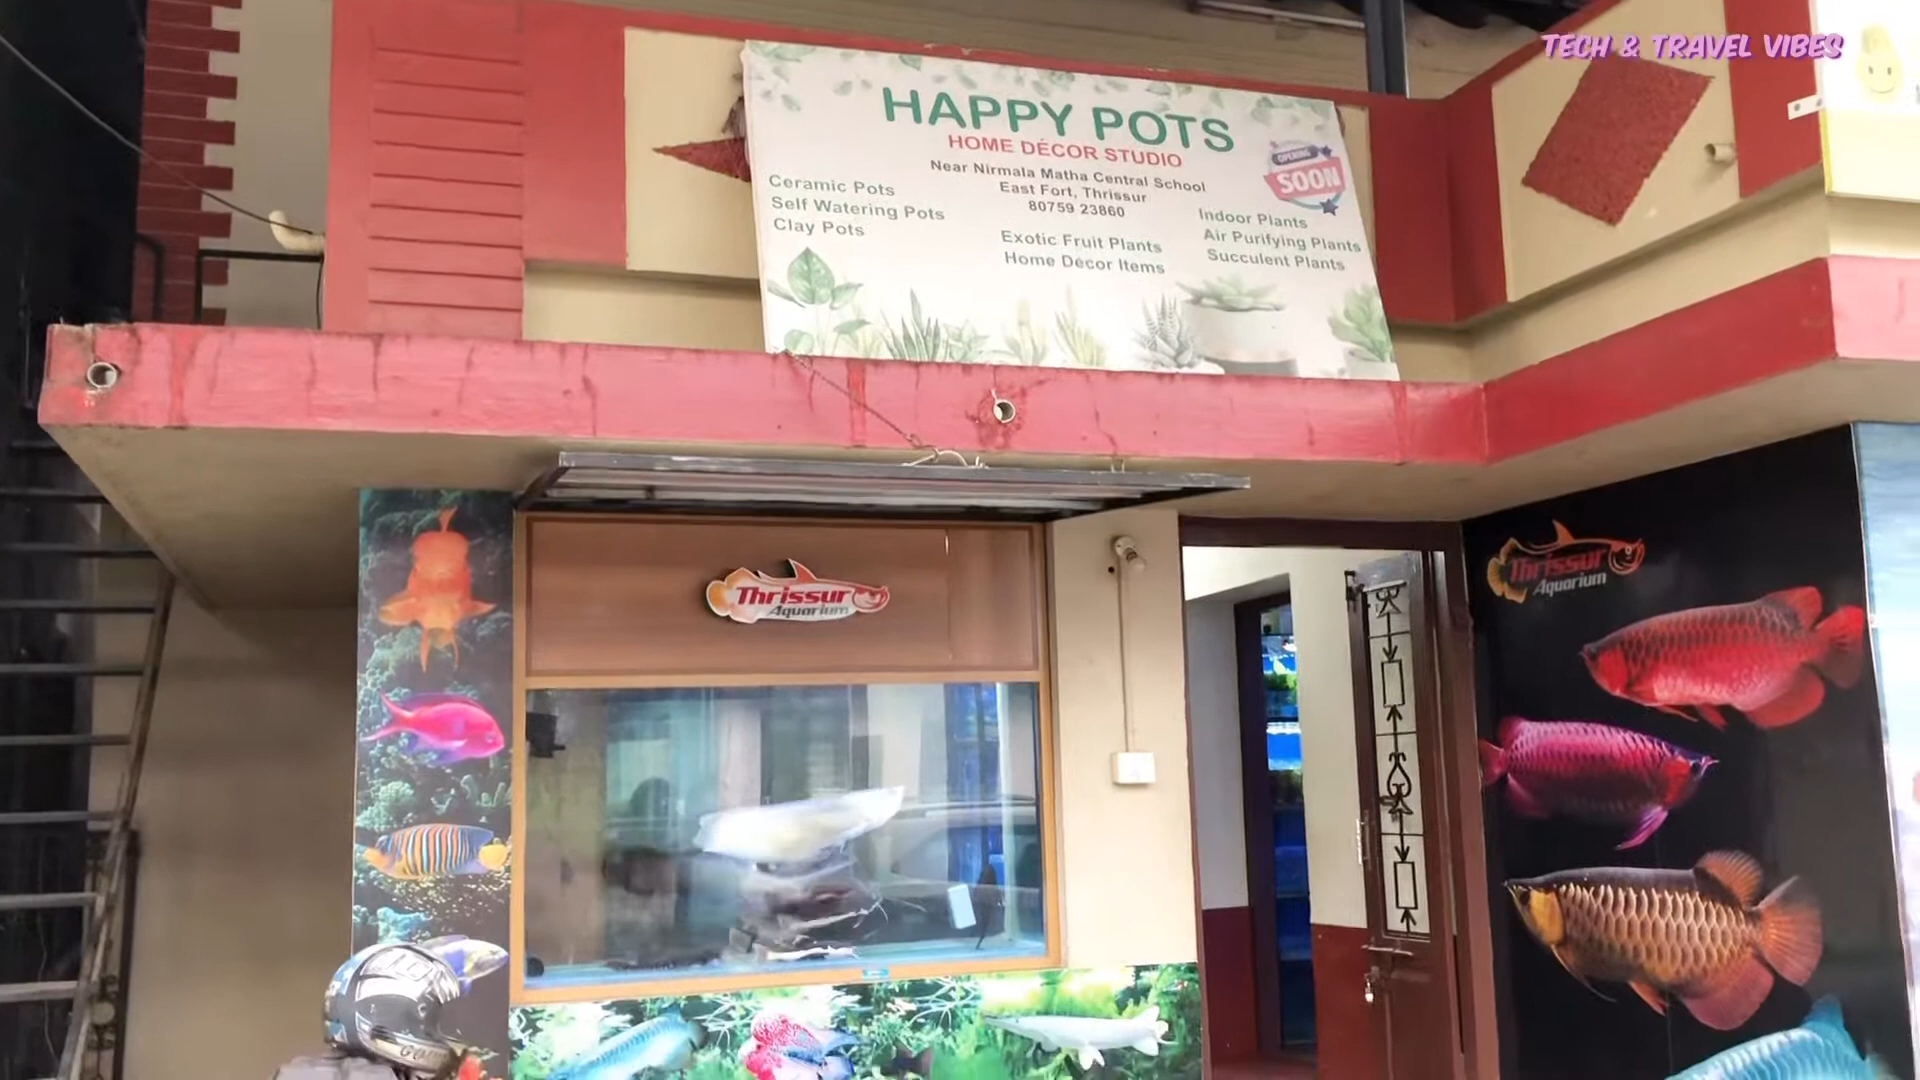 TECH & TRAVEL VIBES
HAPPY POTS
HOME DÉCOR STUDIO
Near Nirmala Matha Central School
East Fort, Thrissur
80759 23860
OPENING
SOON
Ceramic Pots
Self Watering Pots
Clay Pots
Exotic Fruit Plants
Home Décor Items
Indoor Plants
Air Purifying Plants
Succulent Plants
Thrissur
Aquarium
Thrissur
Aquarium